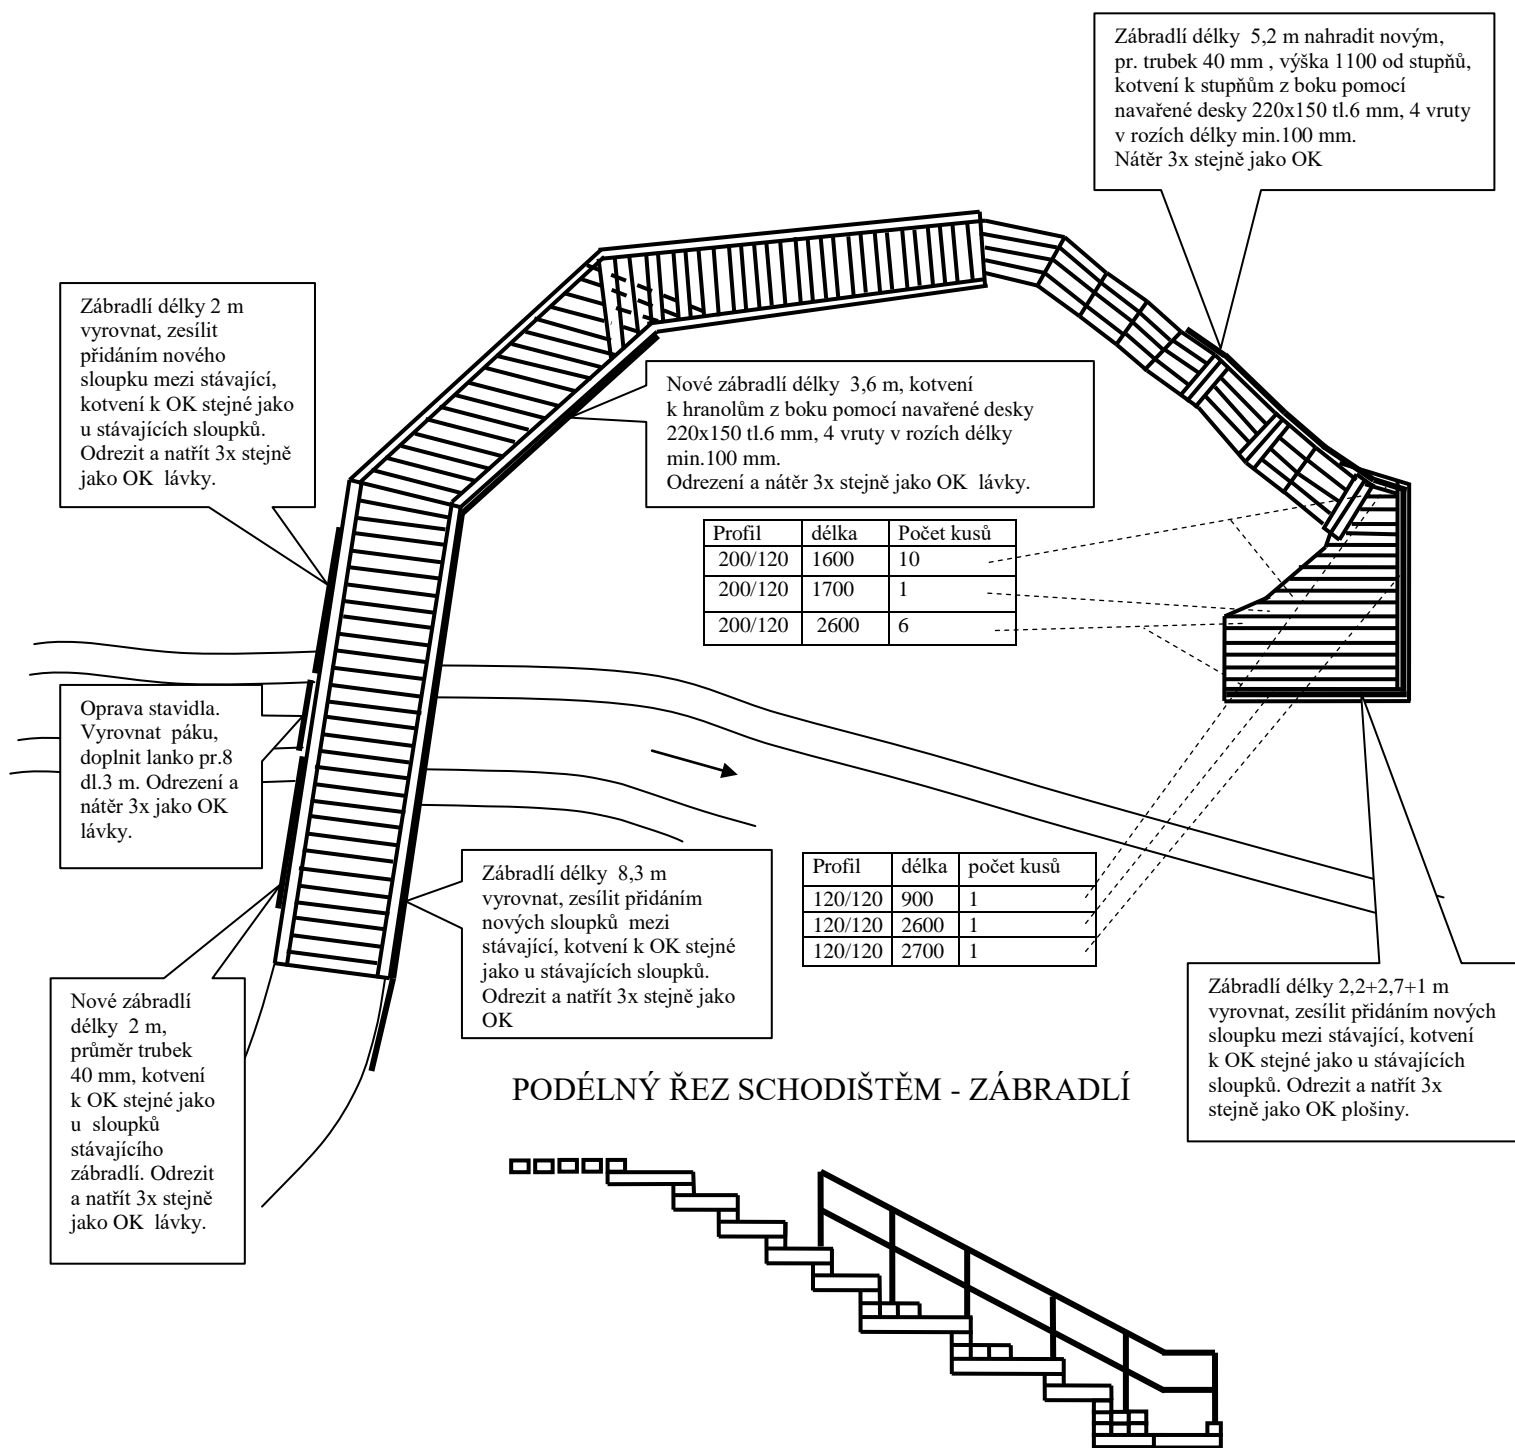 Zábradlí délky 5,2 m nahradit novým,
pr. trubek 40 mm , výška 1100 od stupňů,
kotvení k stupňům z boku pomocí
navařené desky 220x150 tl.6 mm, 4 vruty
v rozích délky min.100 mm.
Nátěr 3x stejně jako OK
Zábradlí délky 2 m
vyrovnat, zesílit
přidáním nového
sloupku mezi stávající,
kotvení k OK stejné jako
u stávajících sloupků.
Odrezit a natřít 3x stejně
jako OK lávky.
Nové zábradlí délky 3,6 m, kotvení
k hranolům z boku pomocí navařené desky
220x150 tl.6 mm, 4 vruty v rozích délky
min.100 mm.
Odrezení a nátěr 3x stejně jako OK lávky.
Profil délka Počet kusů
200/120 1600 10
200/120 1700 1
200/120 2600 6
Oprava stavidla.
Vyrovnat páku,
doplnit lanko pr.8
dl.3 m. Odrezení a
nátěr 3x jako OK
lávky.
Zábradlí délky 8,3 m
vyrovnat, zesílit přidáním
nových sloupků mezi
stávající, kotvení k OK stejné
jako u stávajících sloupků.
Odrezit a natřít 3x stejně jako
OK
Profil délka počet kusů
120/120 900 1
120/120 2600 1
120/120 2700 1
Nové zábradlí
délky 2 m,
průměr trubek
40 mm, kotvení
k OK stejné jako
u sloupků
stávajícího
zábradlí. Odrezit
a natřít 3x stejně
jako OK lávky.
Zábradlí délky 2,2+2,7+1 m
vyrovnat, zesílit přidáním nových
sloupku mezi stávající, kotvení
k OK stejné jako u stávajících
sloupků. Odrezit a natřít 3x
stejně jako OK plošiny.
PODÉLNÝ ŘEZ SCHODIŠTĚM - ZÁBRADLÍ